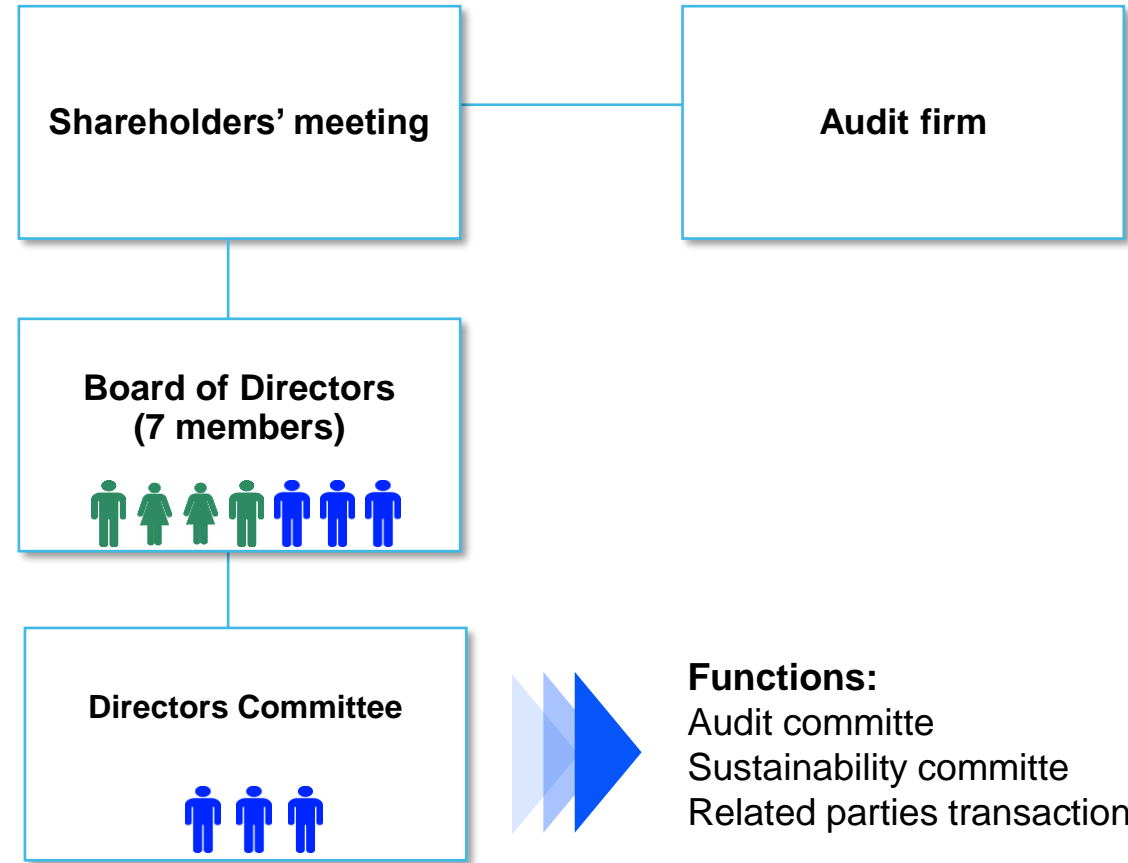 Shareholders’ meeting
Audit firm
Board of Directors
(7 members)
Directors Committee
Functions:
Audit committe
Sustainability committe
Related parties transaction